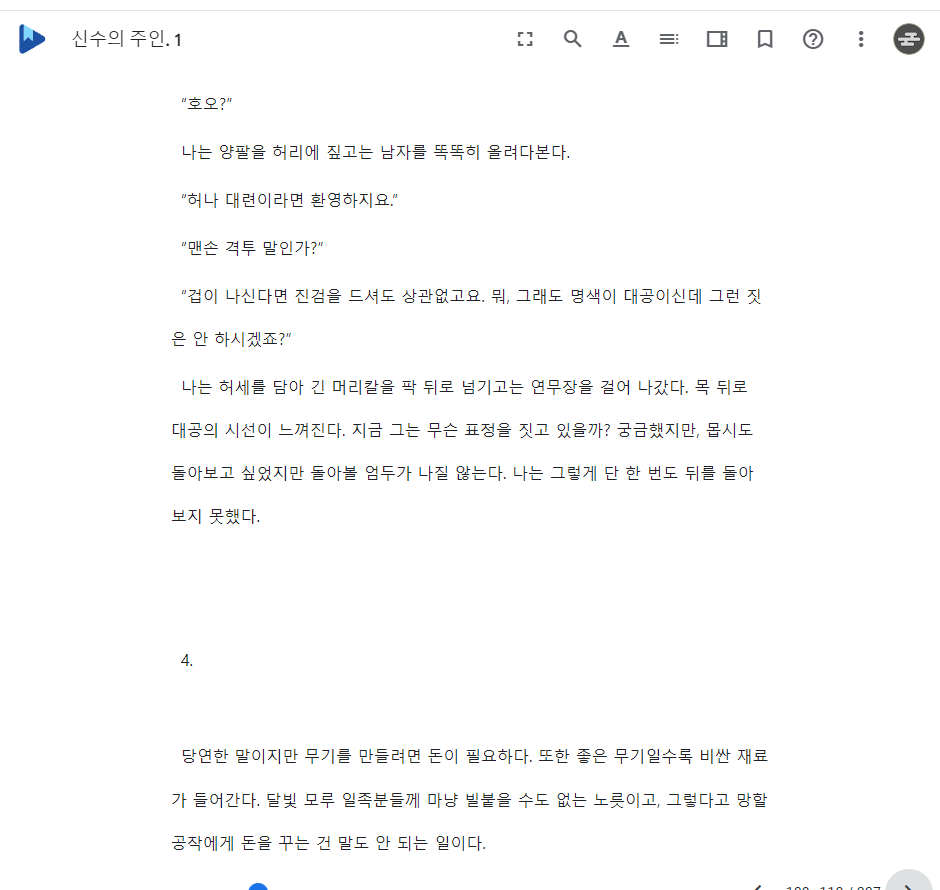 신수의 주인. 1
“호오?”
나는 양팔을 허리에 짚고는 남자를 똑똑히 올려다본다.
“허나 대련이라면 환영하지요.”
“맨손 격투 말인가?”
“겁이 나신다면 진검을 드셔도 상관없고요. 뭐, 그래도 명색이 대공이신데 그런 짓
은 안 하시겠죠?”
나는 허세를 담아 긴 머리칼을 팍 뒤로 넘기고는 연무장을 걸어 나갔다. 목 뒤로
대공의 시선이 느껴진다. 지금 그는 무슨 표정을 짓고 있을까? 궁금했지만, 몹시도
돌아보고 싶었지만 돌아볼 엄두가 나질 않는다. 나는 그렇게 단 한 번도 뒤를 돌아
보지 못했다.
4.
당연한 말이지만 무기를 만들려면 돈이 필요하다. 또한 좋은 무기일수록 비싼 재료
가 들어간다. 달빛 모루 일족분들께 마냥 빌붙을 수도 없는 노릇이고, 그렇다고 망할
공작에게 돈을 꾸는 건 말도 안 되는 일이다.